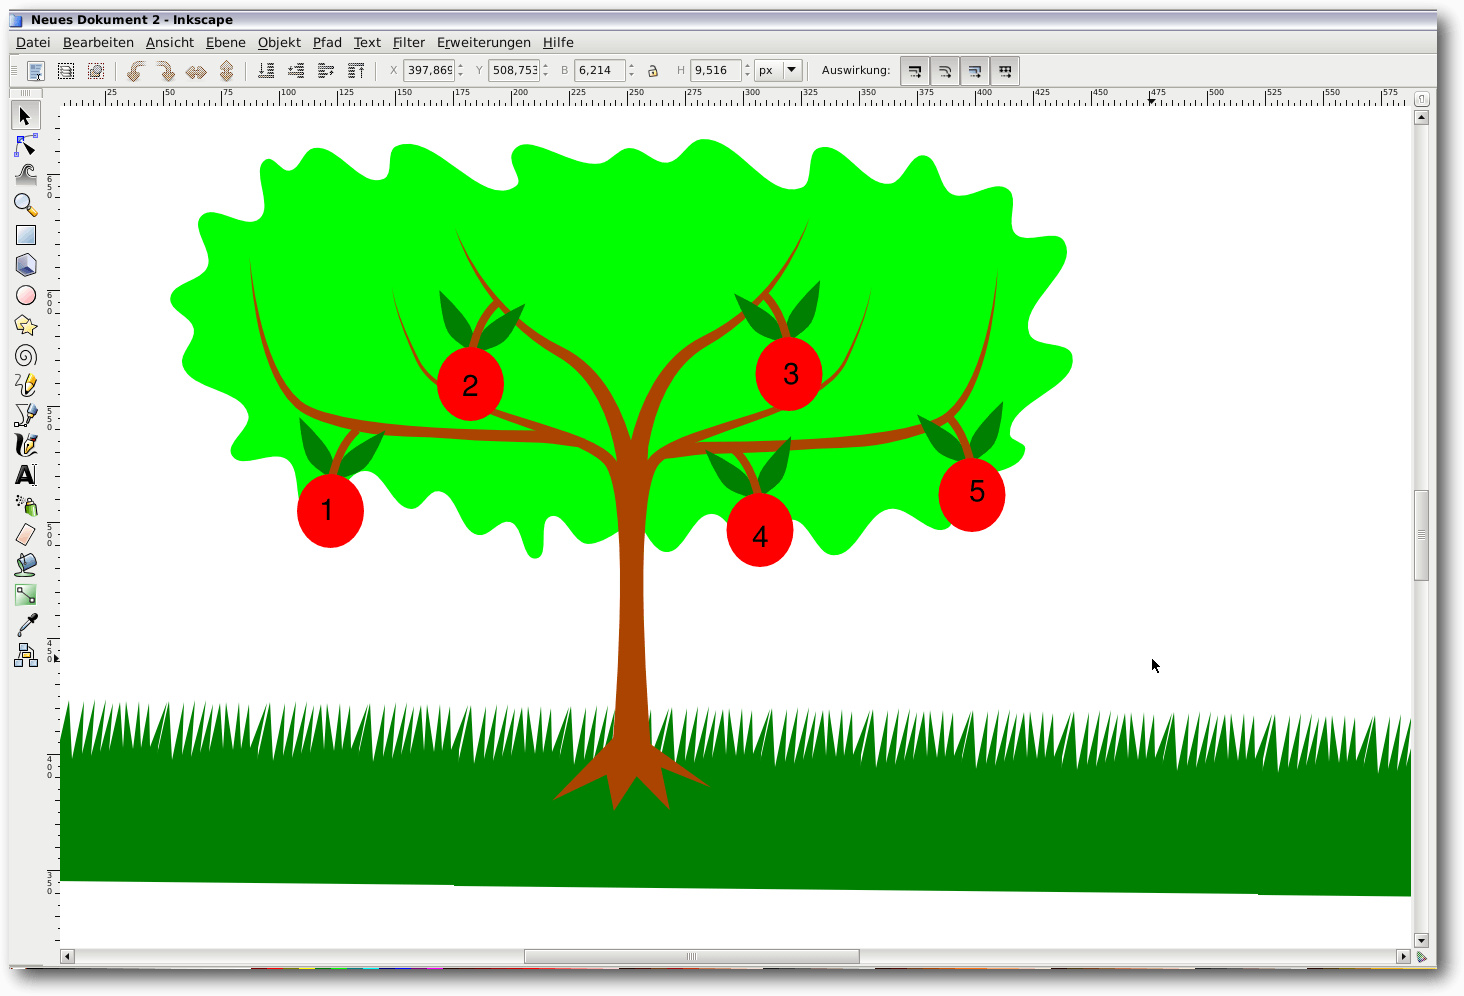 Neues Dokument 2 - Inkscape
Datei Bearbeiten Ansicht Ebene Objekt Pfad Text Filter Erweiterungen Hilfe
X 397,869 Y 508,753 B 6,214 H 9,516 px Auswirkung:
25 50 75 100 125 150 175 200 225 250 275 300 325 350 375 400 425 450 475 500 525 550 575
650
600
550
500
450
400
350
2
3
1
4
5
A